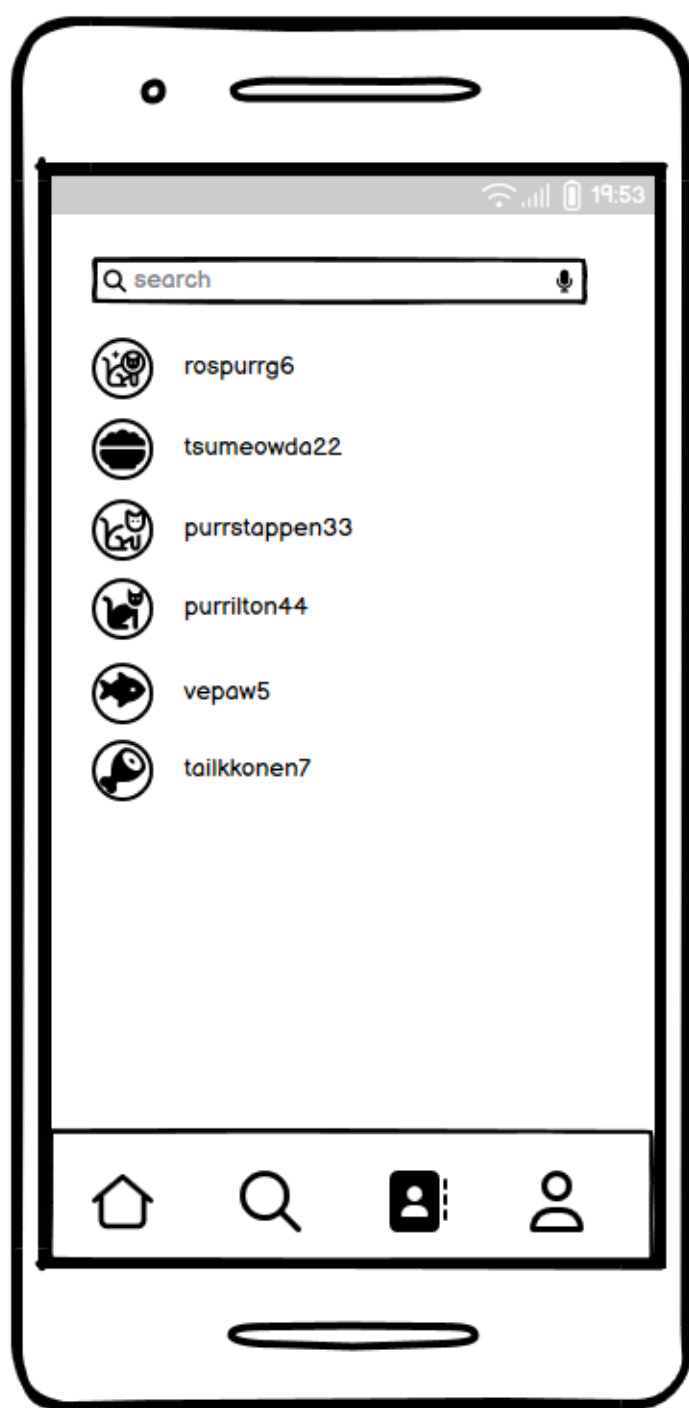 19:53
search
rospurrg6
tsumeowda22
purrstappen33
purrilton44
vepaw5
tailkkonen7